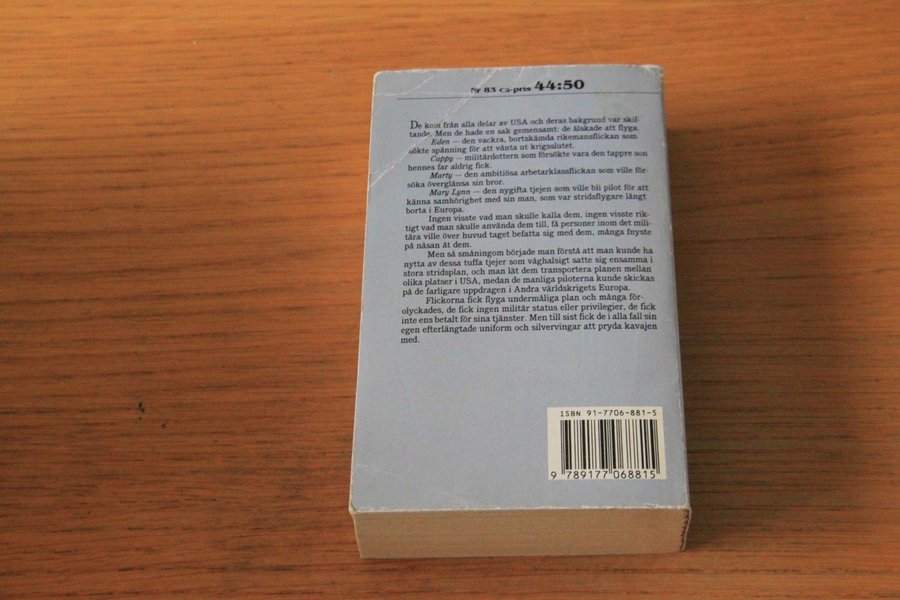 Nr 83 ca-pris 44:50
De kom från alla delar av USA och deras bakgrund var skif-
tande. Men de hade en sak gemensamt: de älskade att flyga.
Eden – den vackra, bortskämda rikemansflickan som
sökte spänning för att vänta ut krigsslutet.
Cappy – militärdottern som försökte vara den tappre son
hennes far aldrig fick.
Marty – den ambitiösa arbetarklassflickan som ville för-
söka överglänsa sin bror.
Mary Lynn – den nygifta tjejen som ville bli pilot för att
känna samhörighet med sin man, som var stridsflygare långt
borta i Europa.
Ingen visste vad man skulle kalla dem, ingen visste rik-
tigt vad man skulle använda dem till, få personer inom det mili-
tära ville över huvud taget befatta sig med dem, många fnyste
på näsan åt dem.
Men så småningom började man förstå att man kunde ha
nytta av dessa tuffa tjejer som våghalsigt satte sig ensamma i
stora stridsplan, och man lät dem transportera planen mellan
olika platser i USA, medan de manliga piloterna kunde skickas
på de farligare uppdragen i Andra världskrigets Europa.
Flickorna fick flyga undermåliga plan och många för-
olyckades, de fick ingen militär status eller privilegier, de fick
inte ens betalt för sina tjänster. Men till sist fick de i alla fall sin
egen efterlängtade uniform och silvervingar att pryda kavajen
med.
ISBN 91-7706-881-5
9 789177 068815